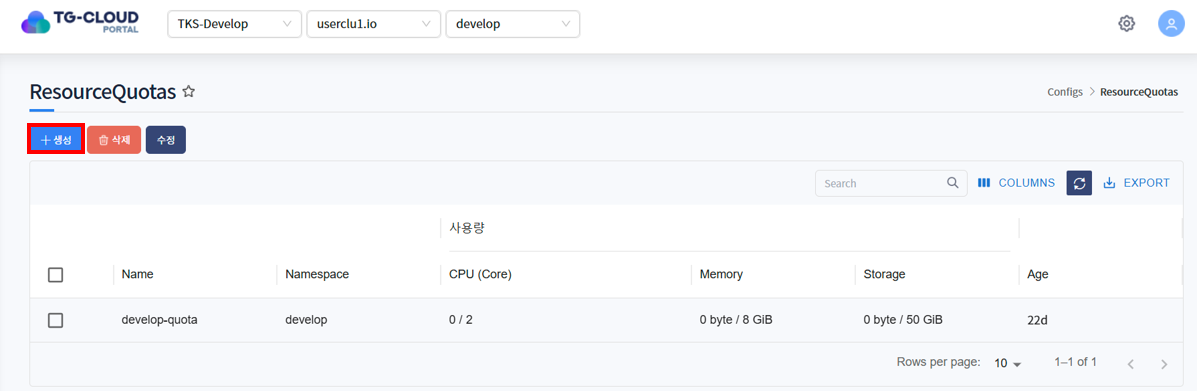 TG-CLOUD
PORTAL
TKS-Develop
userclu1.io
develop
ResourceQuotas
Configs > ResourceQuotas
+ 생성
삭제
수정
Search
COLUMNS
EXPORT
사용량
Name Namespace CPU (Core) Memory Storage Age
develop-quota develop 0 / 2 0 byte / 8 GiB 0 byte / 50 GiB 22d
Rows per page: 10 1–1 of 1